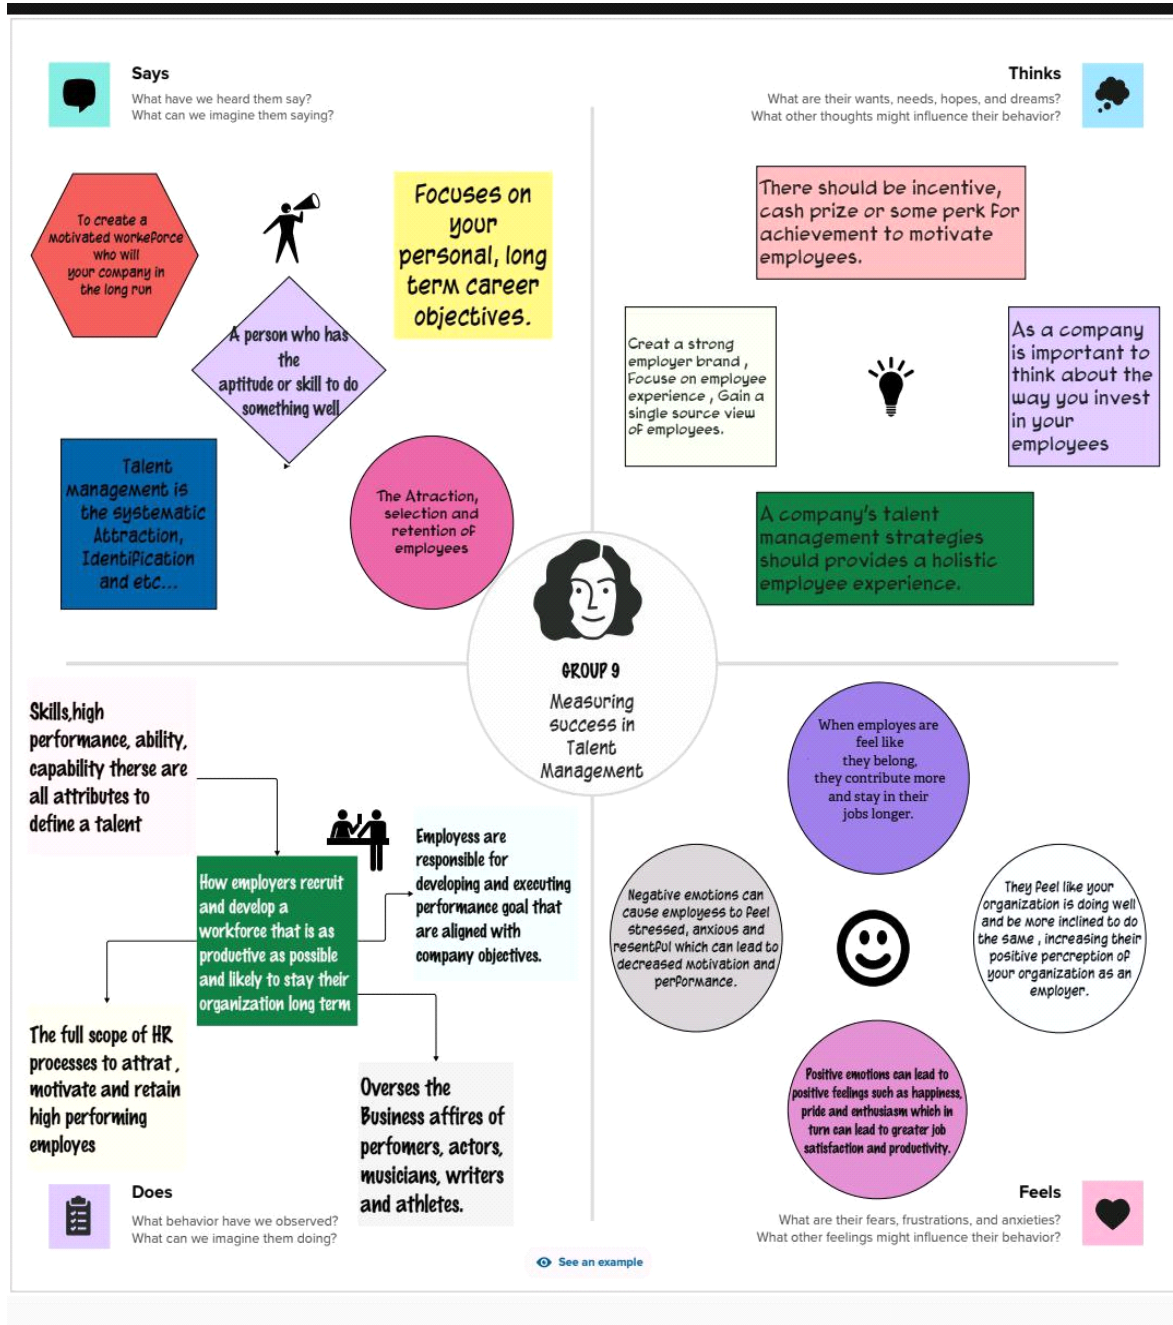 Says
What have we heard them say?
What can we imagine them saying?
Thinks
What are their wants, needs, hopes, and dreams?
What other thoughts might influence their behavior?
To create a
motivated workeforce
who will
your company in
the long run
Focuses on
your
personal, long
term career
objectives.
A person who has
the
aptitude or skill to do
something well
Talent
management is
the systematic
Attraction,
Identification
and etc...
The Atraction,
selection and
retention of
employees
There should be incentive,
cash prize or some perk for
achievement to motivate
employees.
Creat a strong
employer brand ,
Focus on employee
experience , Gain a
single source view
of employees.
As a company
is important to
think about the
way you invest
in your
employees
A company's talent
management strategies
should provides a holistic
employee experience.
GROUP 9
Measuring
success in
Talent
Management
Skills,high
performance, ability,
capability therse are
all attributes to
define a talent
How employers recruit
and develop a
workforce that is as
productive as possible
and likely to stay their
organization long term
Employess are
responsible for
developing and executing
performance goal that
are aligned with
company objectives.
The full scope of HR
processes to attrat ,
motivate and retain
high performing
employes
Overses the
Business affires of
perfomers, actors,
musicians, writers
and athletes.
When employes are
feel like
they belong,
they contribute more
and stay in their
jobs longer.
Negative emotions can
cause employess to feel
stressed, anxious and
resentful which can lead to
decreased motivation and
performance.
They feel like your
organization is doing well
and be more inclined to do
the same , increasing their
positive percreption of
your organization as an
employer.
Positive emotions can lead to
positive feelings such as happiness,
pride and enthusiasm which in
turn can lead to greater job
satisfaction and productivity.
Does
What behavior have we observed?
What can we imagine them doing?
Feels
What are their fears, frustrations, and anxieties?
What other feelings might influence their behavior?
See an example